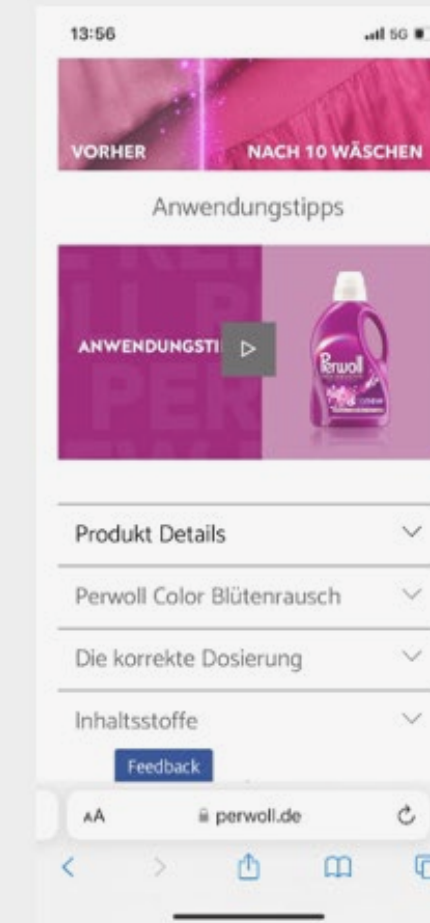 13:56
5G
VORHER
NACH 10 WÄSCHEN
Anwendungstipps
ANWENDUNGSTI
Perwoll
Produkt Details
Perwoll Color Blütenrausch
Die korrekte Dosierung
Inhaltsstoffe
Feedback
AA
perwoll.de